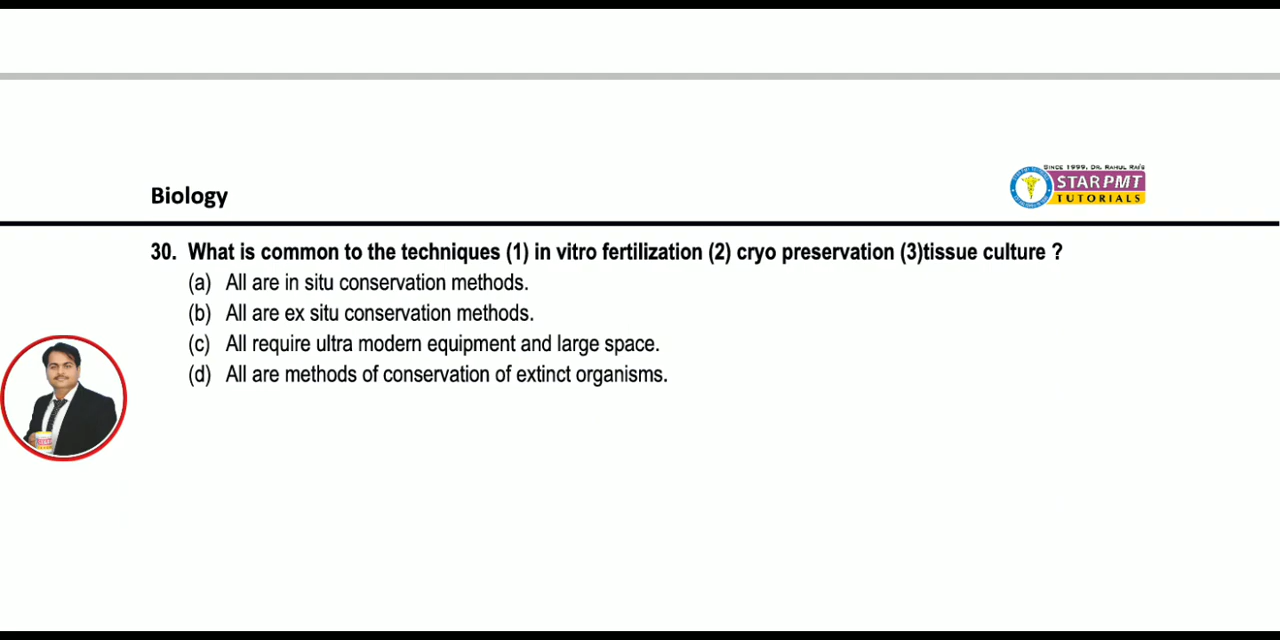 SINCE 1999, DR. RAHUL RAI'S
STAR PMT
TUTORIALS
Biology
30. What is common to the techniques (1) in vitro fertilization (2) cryo preservation (3)tissue culture ?
(a) All are in situ conservation methods.
(b) All are ex situ conservation methods.
(c) All require ultra modern equipment and large space.
(d) All are methods of conservation of extinct organisms.